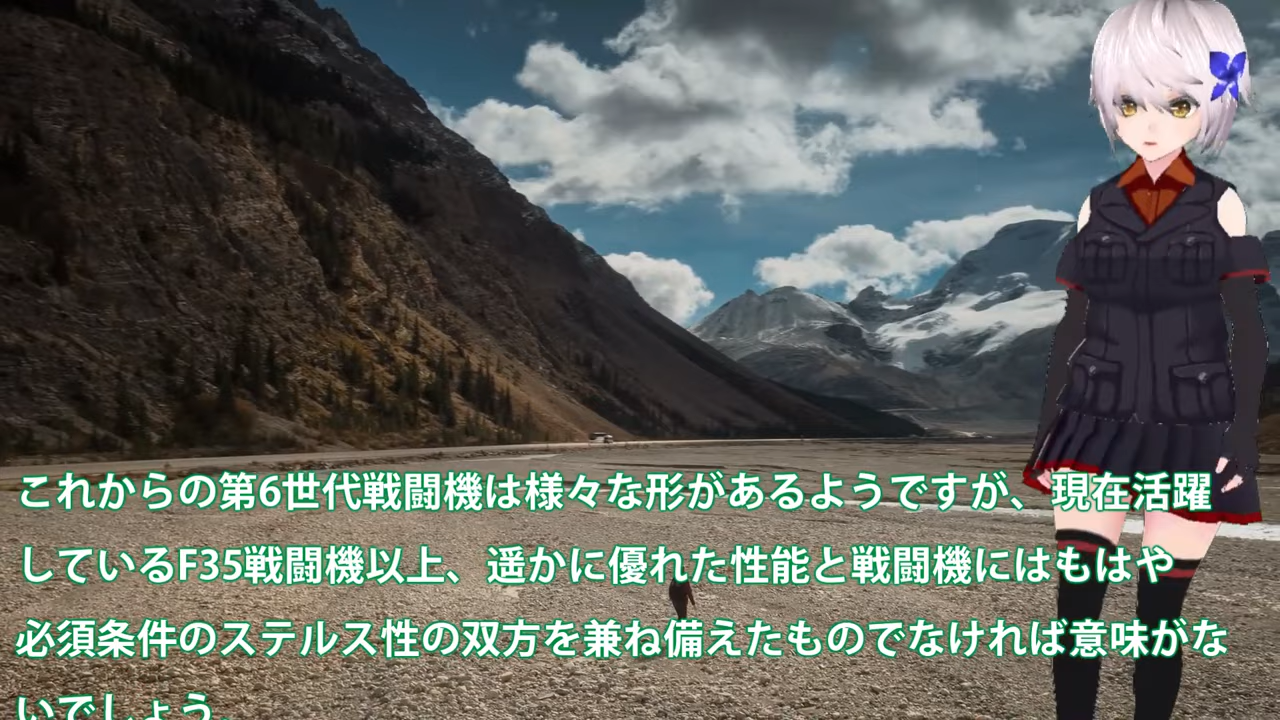 これからの第6世代戦闘機は様々な形があるようですが、現在活躍
しているF35戦闘機以上、遥かに優れた性能と戦闘機にはもはや
必須条件のステルス性の双方を兼ね備えたものでなければ意味がな
いでしょう。